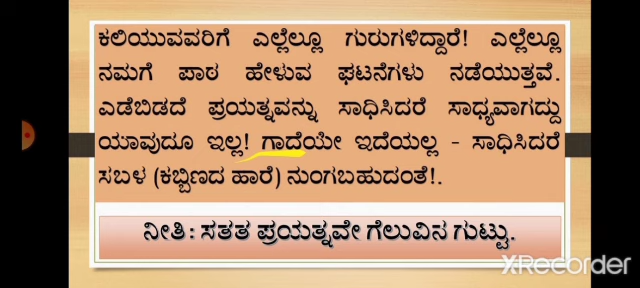 ಕಲಿಯುವವರಿಗೆ ಎಲ್ಲೆಲ್ಲೂ ಗುರುಗಳಿದ್ದಾರೆ! ಎಲ್ಲೆಲ್ಲೂ
ನಮಗೆ ಪಾಠ ಹೇಳುವ ಘಟನೆಗಳು ನಡೆಯುತ್ತವೆ.
ಎಡೆಬಿಡದೆ ಪ್ರಯತ್ನವನ್ನು ಸಾಧಿಸಿದರೆ ಸಾಧ್ಯವಾಗದ್ದು
ಯಾವುದೂ ಇಲ್ಲ! ಗಾದೆಯೇ ಇದೆಯಲ್ಲ - ಸಾಧಿಸಿದರೆ
ಸಬಳ (ಕಬ್ಬಿಣದ ಹಾರೆ) ನುಂಗಬಹುದಂತೆ!.
ನೀತಿ: ಸತತ ಪ್ರಯತ್ನವೇ ಗೆಲುವಿನ ಗುಟ್ಟು.
XRecorder